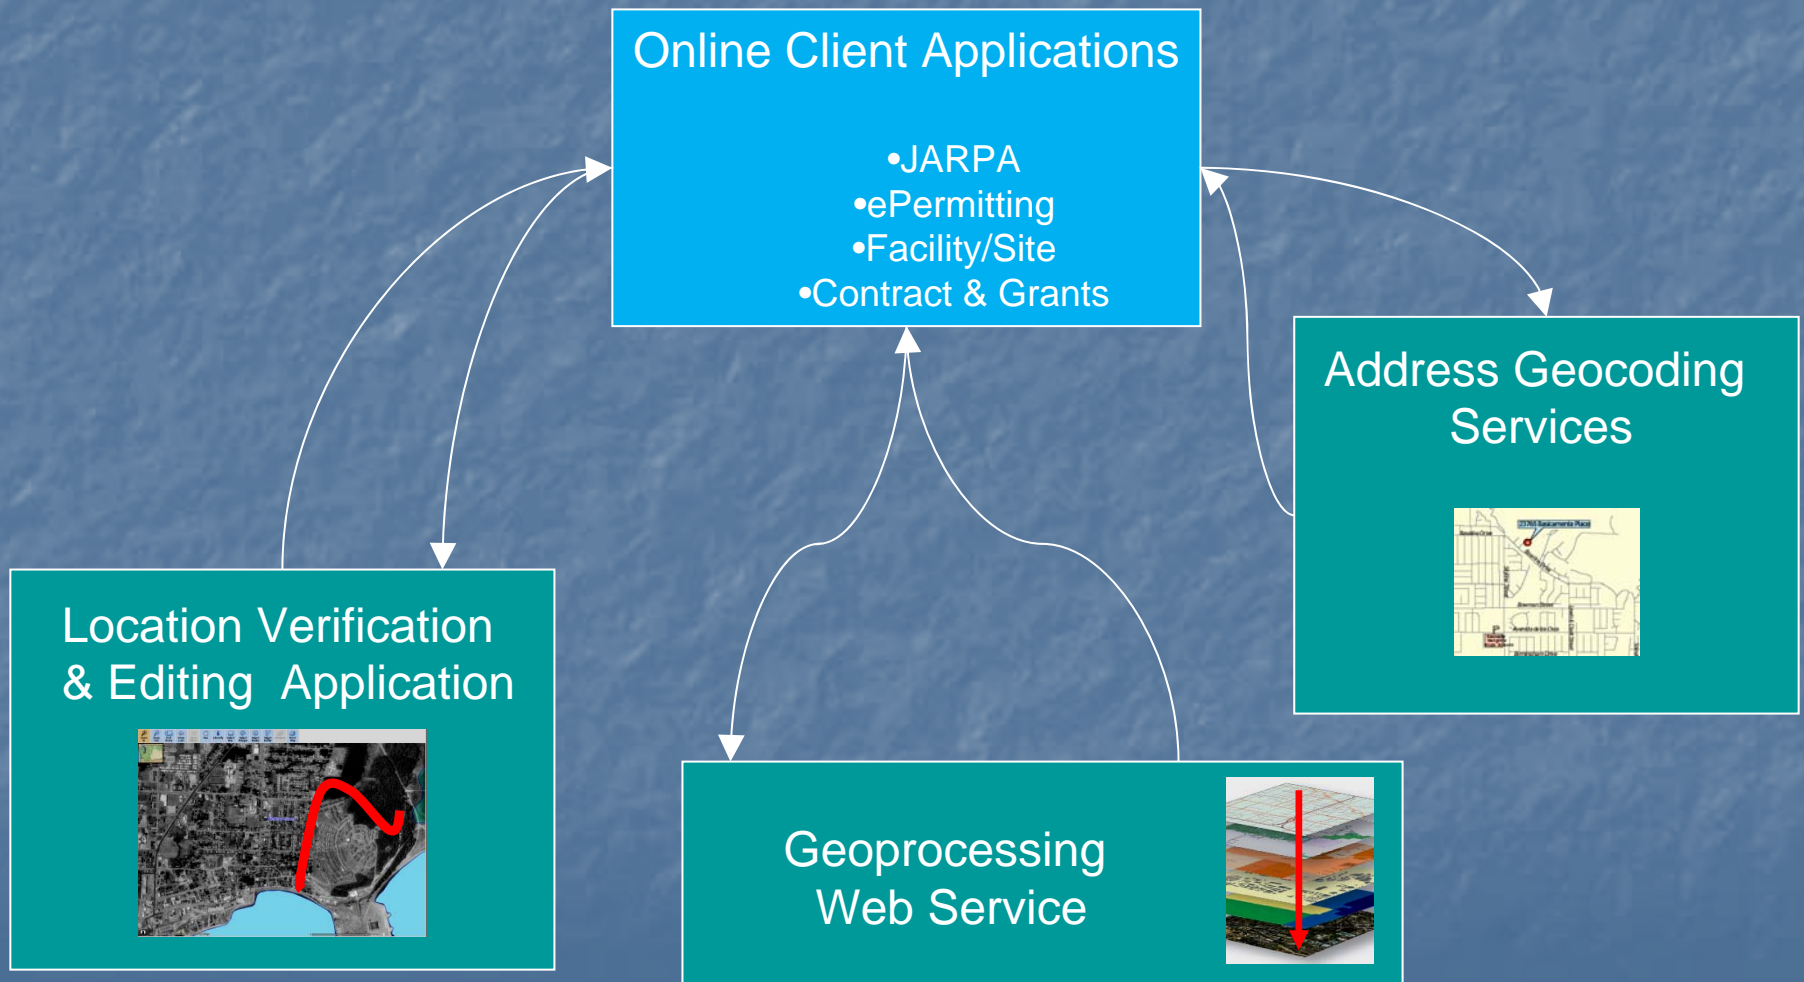 Online Client Applications
•JARPA
•ePermitting
•Facility/Site
•Contract & Grants
Address Geocoding
Services
Location Verification
& Editing Application
Geoprocessing
Web Service